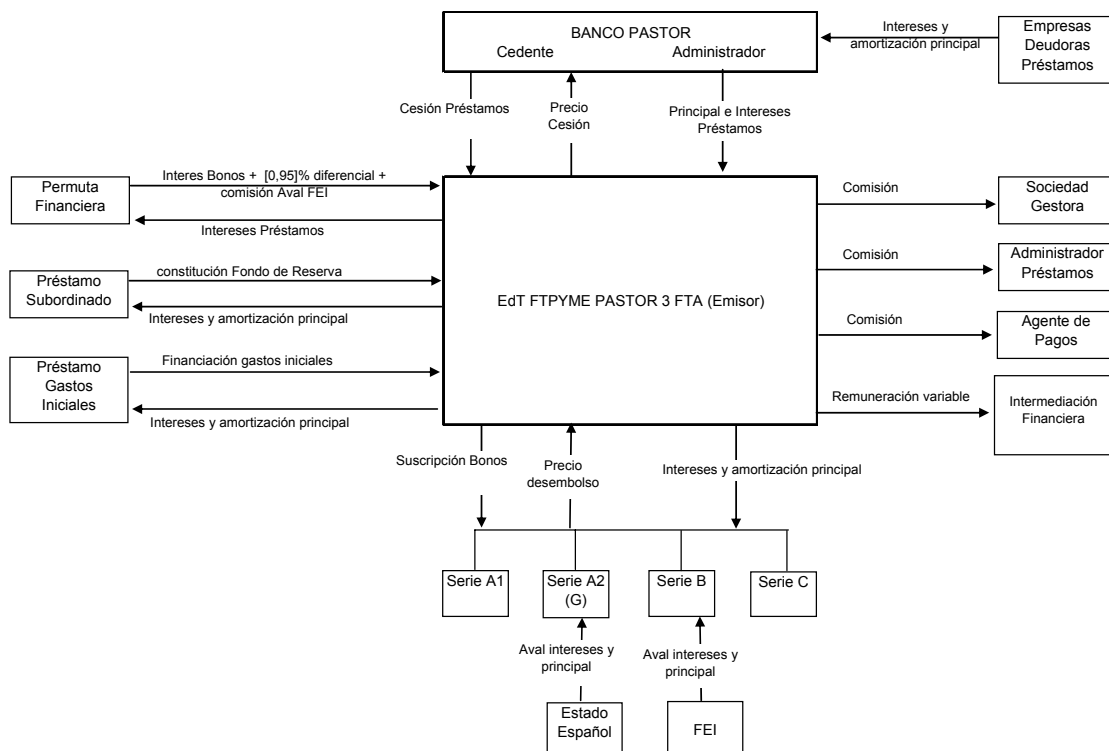 BANCO PASTOR
Cedente
Administrador
Intereses y
amortización principal
Empresas
Deudoras
Préstamos
Cesión Préstamos
Precio
Cesión
Principal e Intereses
Préstamos
Permuta
Financiera
Interes Bonos + [0,95]% diferencial +
comisión Aval FEI
Intereses Préstamos
Préstamo
Subordinado
constitución Fondo de Reserva
Intereses y amortización principal
Préstamo
Gastos
Iniciales
Financiación gastos iniciales
Intereses y amortización principal
EdT FTPYME PASTOR 3 FTA (Emisor)
Comisión
Sociedad
Gestora
Comisión
Administrador
Préstamos
Comisión
Agente de
Pagos
Remuneración variable
Intermediación
Financiera
Suscripción Bonos
Precio
desembolso
Intereses y amortización principal
Serie A1
Serie A2
(G)
Serie B
Serie C
Aval intereses y
principal
Aval intereses y
principal
Estado
Español
FEI